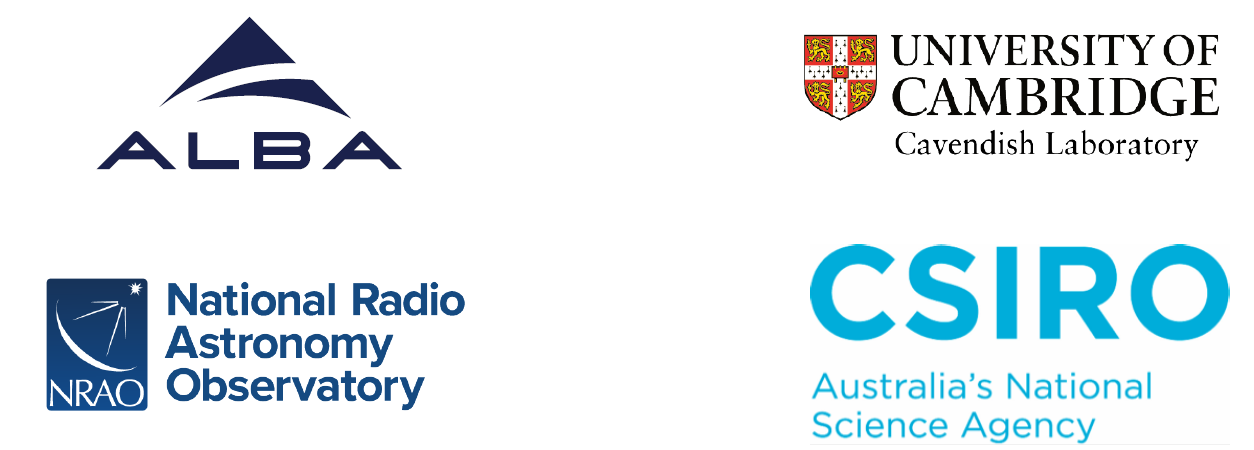 ALBA
UNIVERSITY OF
CAMBRIDGE
Cavendish Laboratory
NRAO
National Radio
Astronomy
Observatory
CSIRO
Australia's National
Science Agency